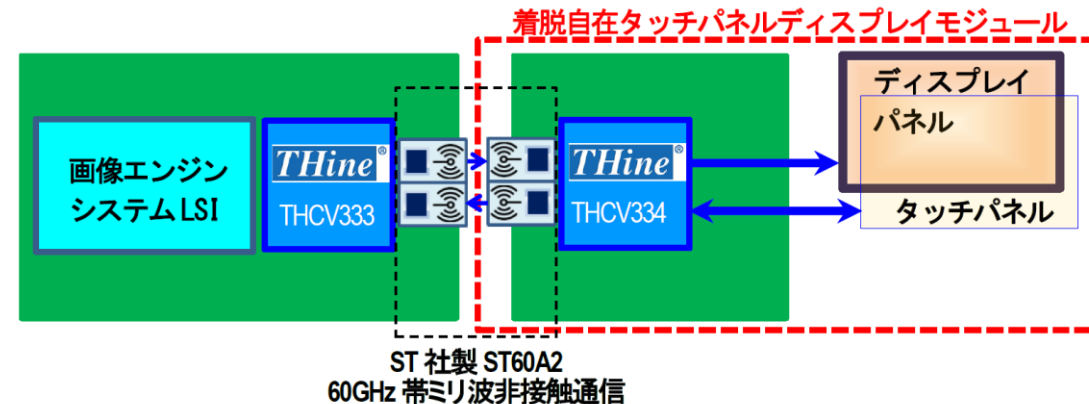 着脱自在タッチパネルディスプレイモジュール
画像エンジン
システムLSI
THine®
THCV333
THine®
THCV334
ディスプレイ
パネル
タッチパネル
ST 社製 ST60A2
60GHz 帯ミリ波非接触通信